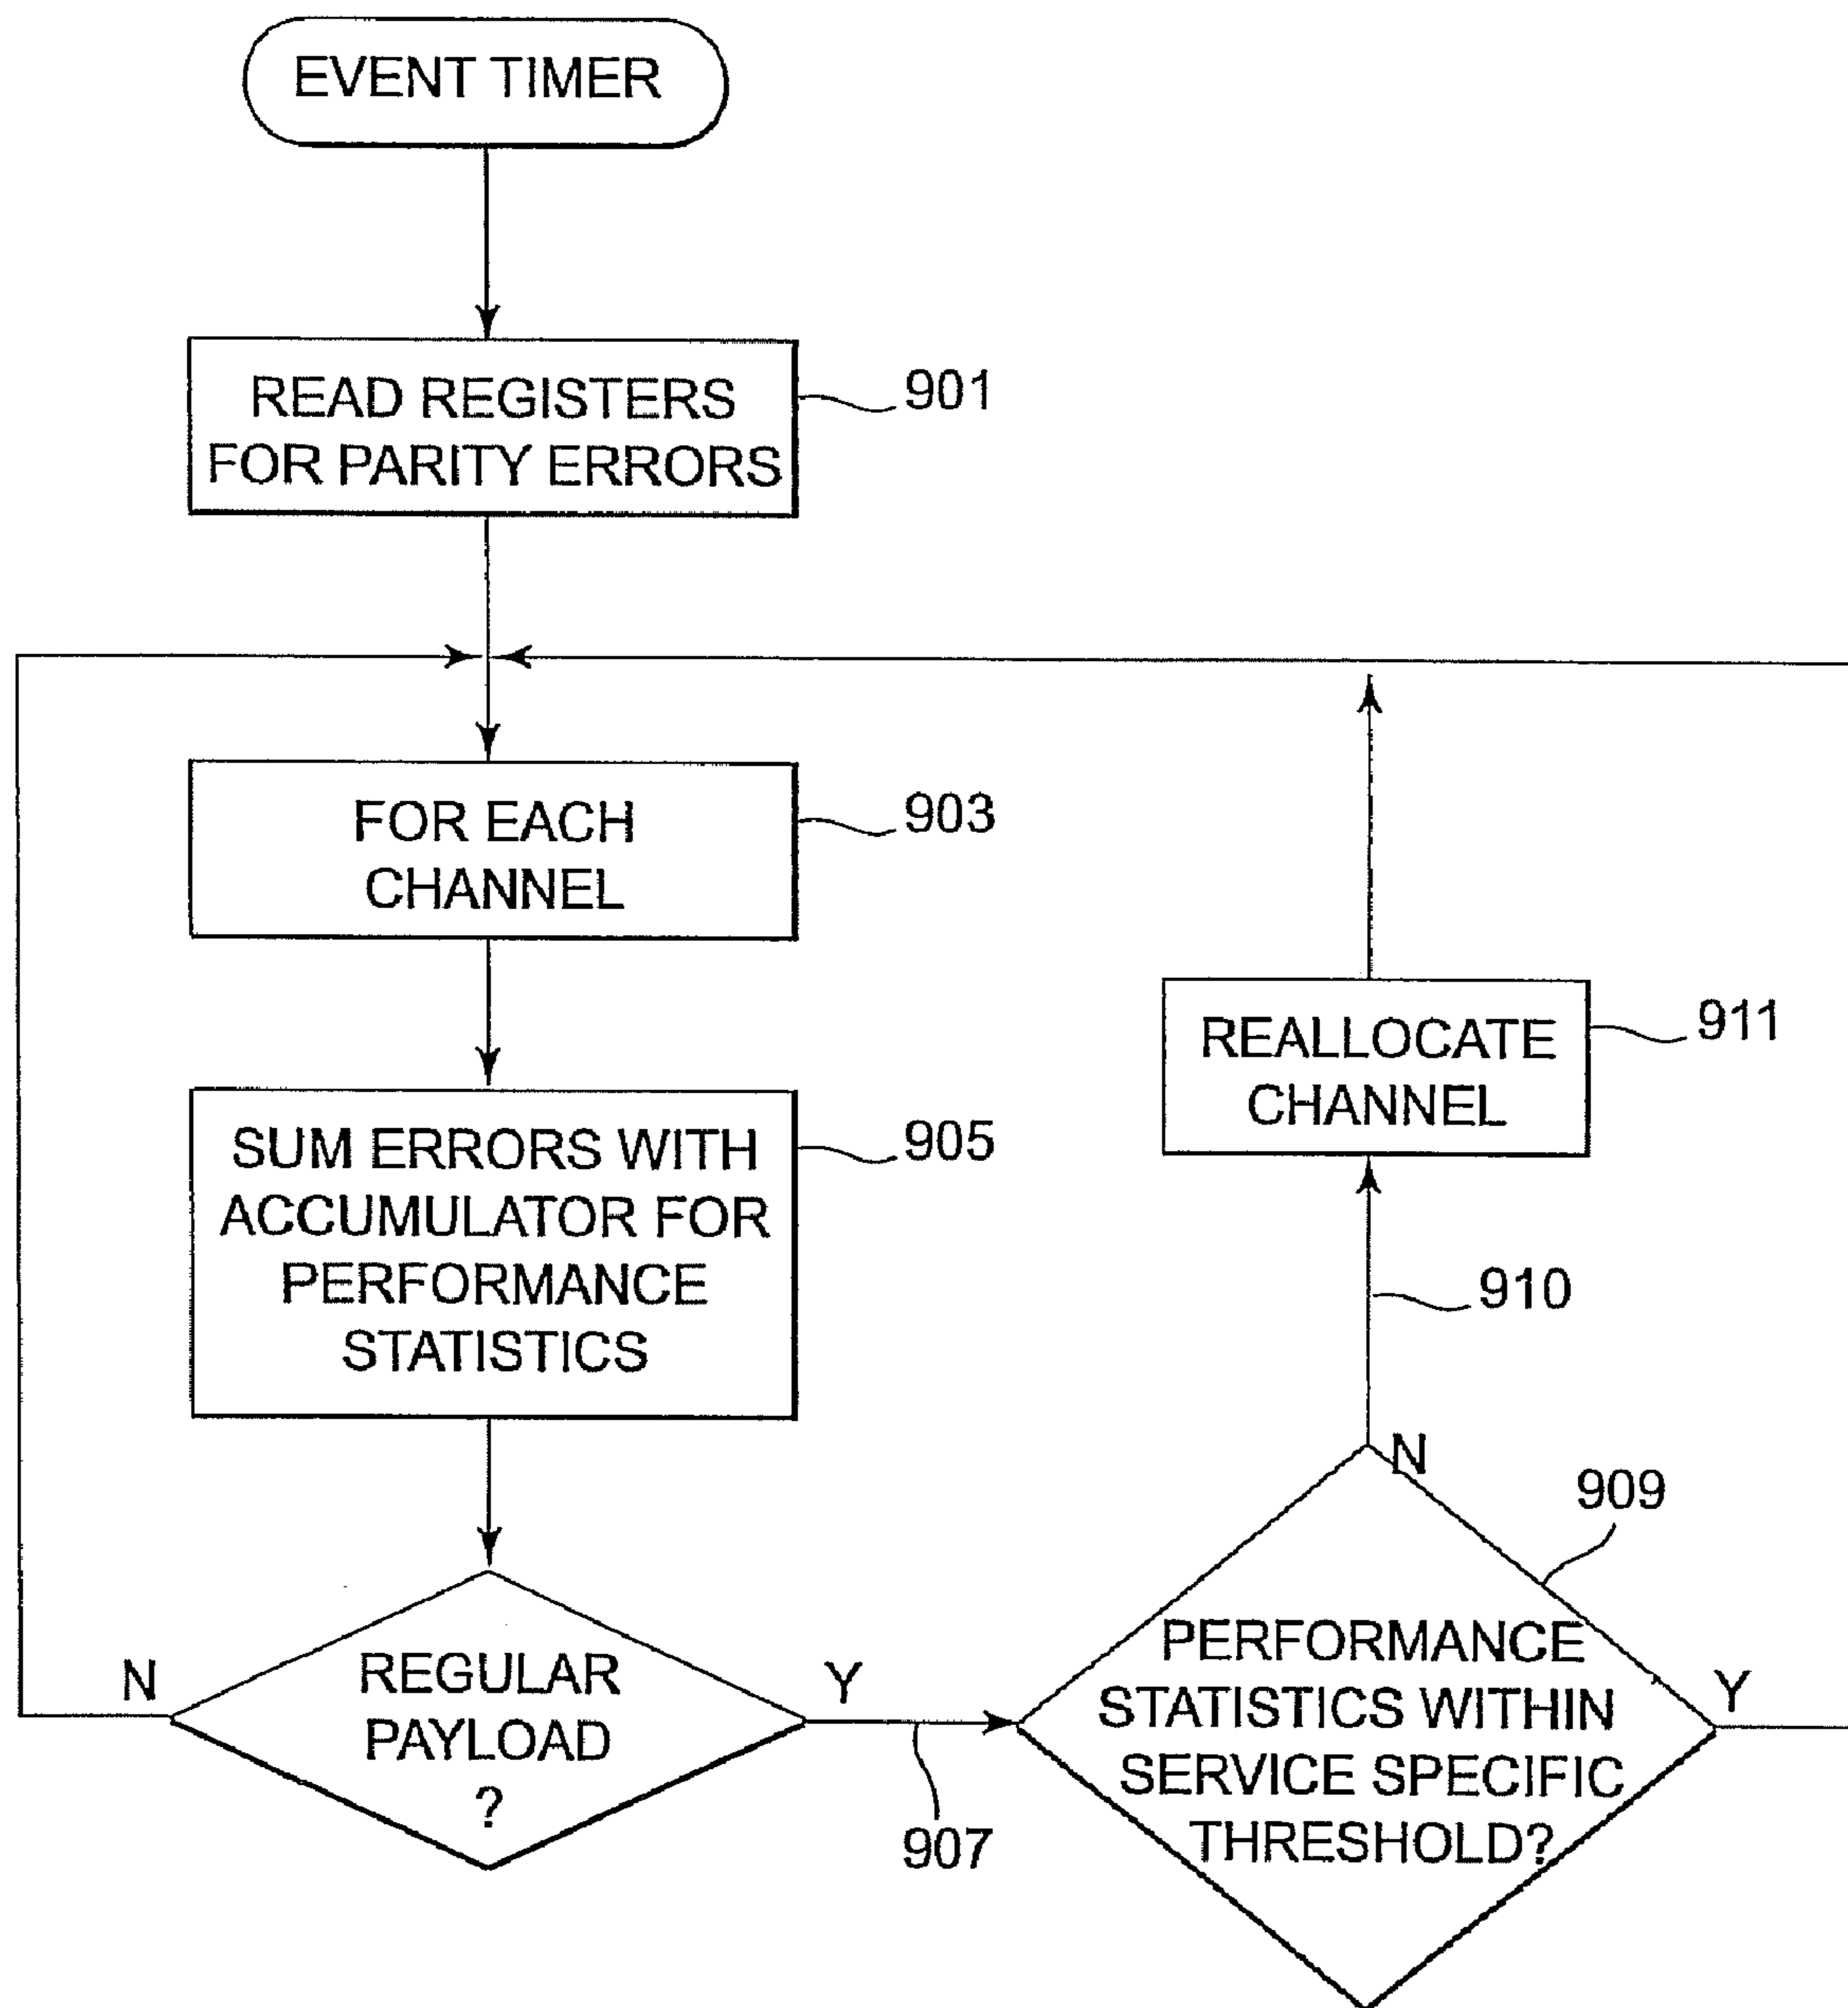 EVENT TIMER
READ REGISTERS
FOR PARITY ERRORS
901
FOR EACH
CHANNEL
903
SUM ERRORS WITH
ACCUMULATOR FOR
PERFORMANCE
STATISTICS
905
REALLOCATE
CHANNEL
911
910
N
909
REGULAR
PAYLOAD
?
N
Y
907
PERFORMANCE
STATISTICS WITHIN
SERVICE SPECIFIC
THRESHOLD?
Y